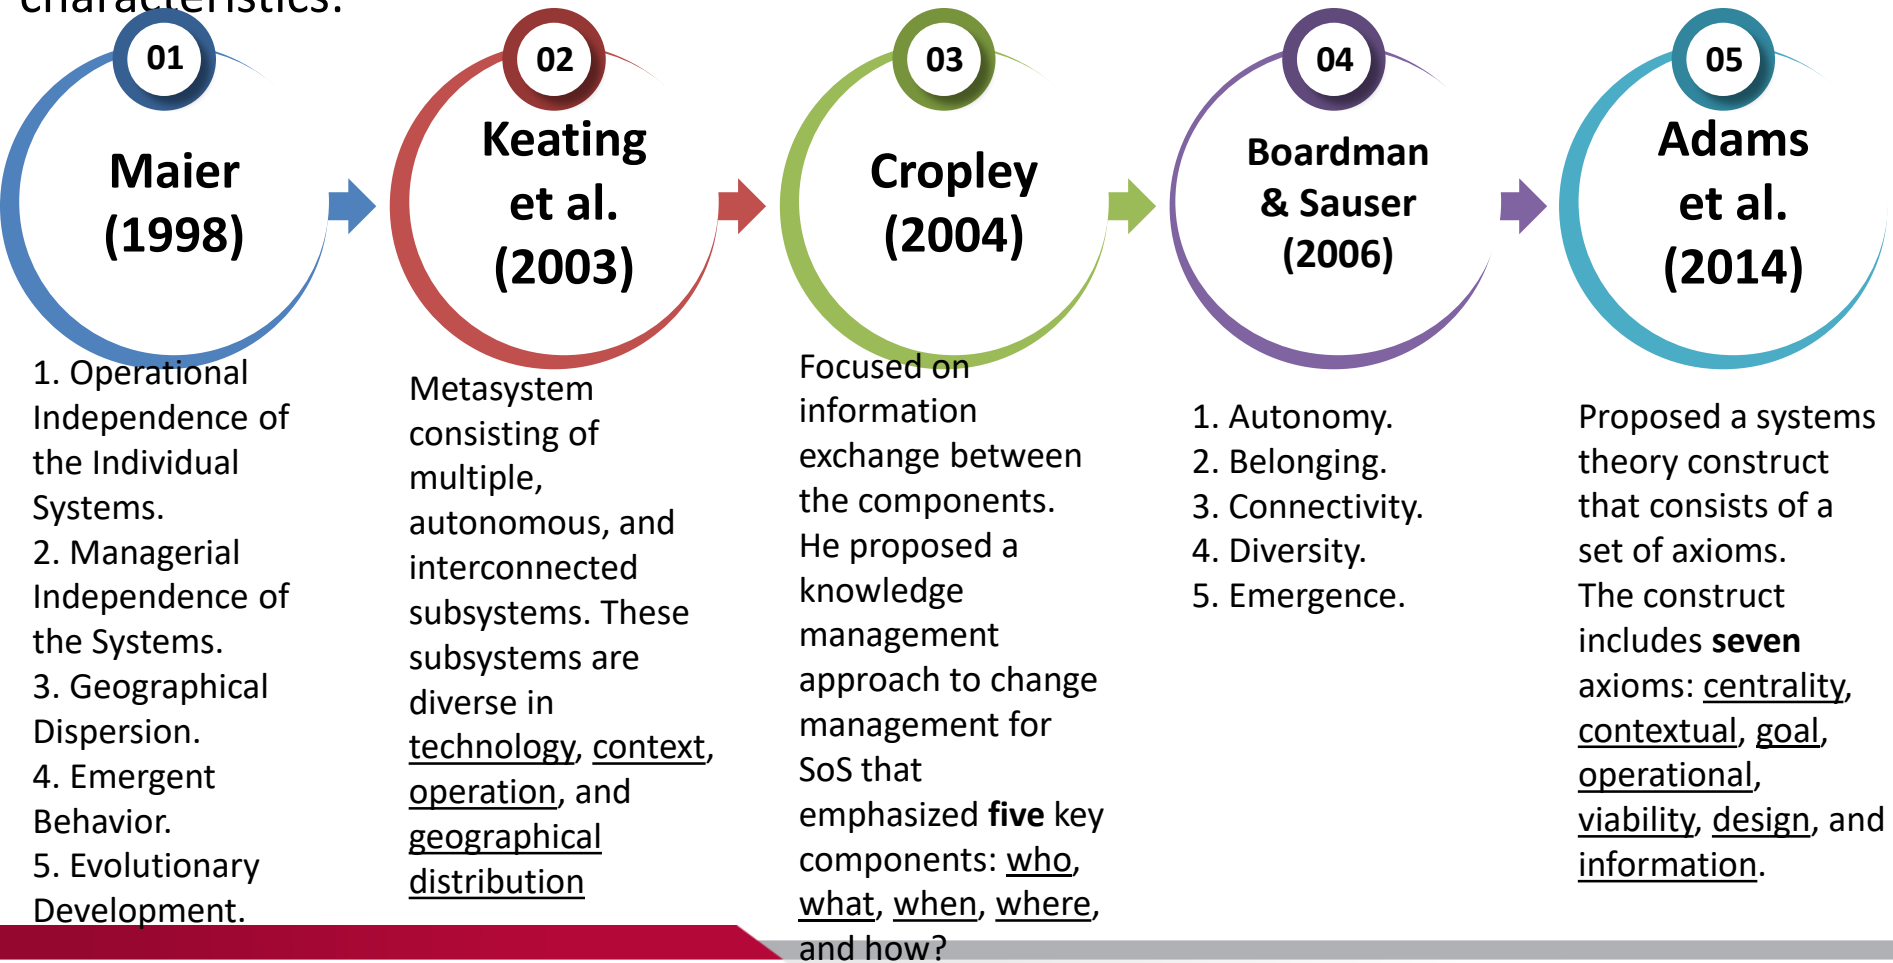 characteristics:
01
Maier
(1998)
1. Operational
Independence of
the Individual
Systems.
2. Managerial
Independence of
the Systems.
3. Geographical
Dispersion.
4. Emergent
Behavior.
5. Evolutionary
Development.
02
Keating
et al.
(2003)
Metasystem
consisting of
multiple,
autonomous, and
interconnected
subsystems. These
subsystems are
diverse in
technology, context,
operation, and
geographical
distribution
03
Cropley
(2004)
Focused on
information
exchange between
the components.
He proposed a
knowledge
management
approach to change
management for
SoS that
emphasized five key
components: who,
what, when, where,
and how?
04
Boardman
& Sauser
(2006)
1. Autonomy.
2. Belonging.
3. Connectivity.
4. Diversity.
5. Emergence.
05
Adams
et al.
(2014)
Proposed a systems
theory construct
that consists of a
set of axioms.
The construct
includes seven
axioms: centrality,
contextual, goal,
operational,
viability, design, and
information.